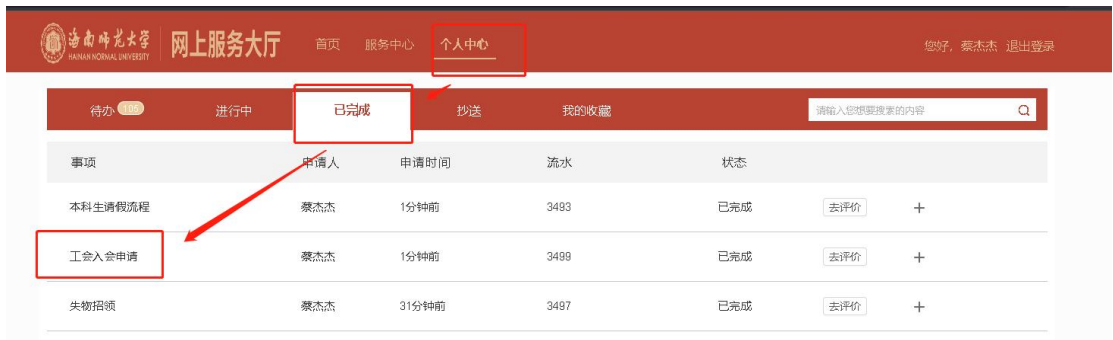 海南师范大学 网上服务大厅 首页 服务中心 个人中心 您好，蔡杰杰 退出登录
HAINAN NORMAL UNIVERSITY
待办 105 进行中 已完成 抄送 我的收藏 请输入您想要搜索的内容
事项 申请人 申请时间 流水 状态
本科生请假流程 蔡杰杰 1分钟前 3493 已完成 去评价 +
工会入会申请 蔡杰杰 1分钟前 3499 已完成 去评价 +
失物招领 蔡杰杰 31分钟前 3497 已完成 去评价 +